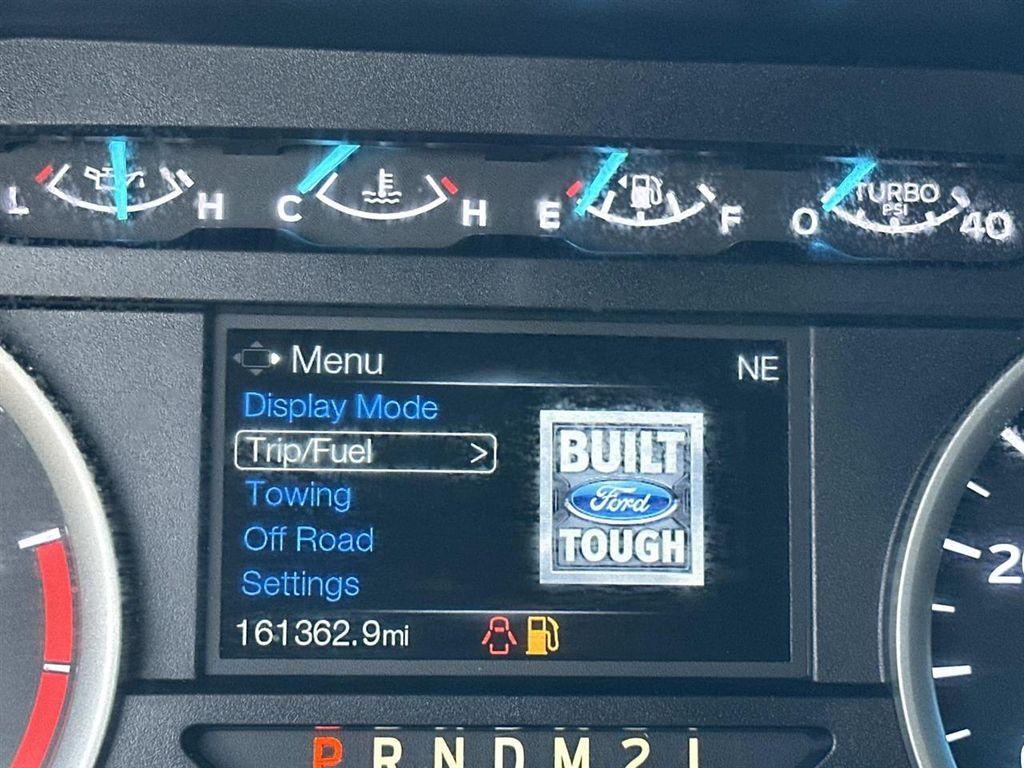 L H C H E F 0 TURBO PSI 40
Menu NE
Display Mode
Trip/Fuel >
Towing
Off Road
Settings
BUILT
Ford
TOUGH
161362.9mi
P R N D M 2 1